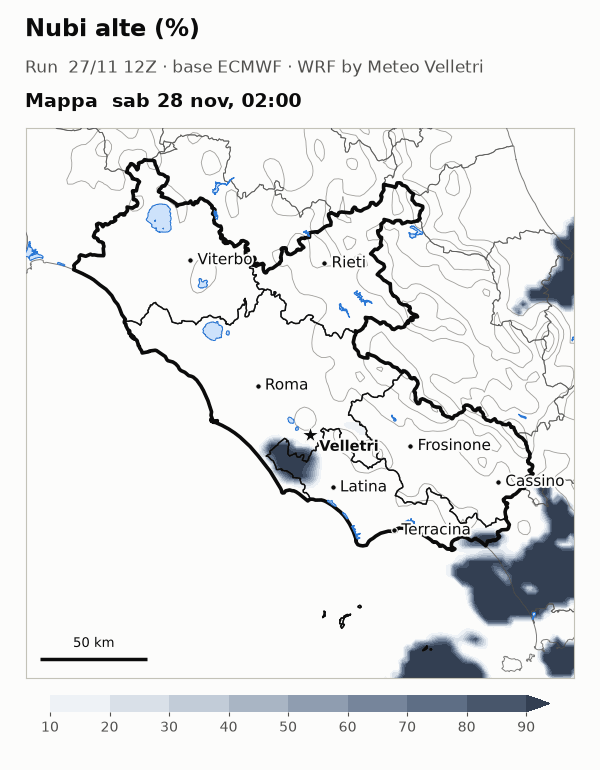 Nubi alte (%)
Run  27/11 12Z · base ECMWF · WRF by Meteo Velletri
Mappa  sab 28 nov, 02:00
Viterbo
Rieti
Roma
Velletri
Frosinone
Cassino
Latina
Terracina
50 km
10 20 30 40 50 60 70 80 90